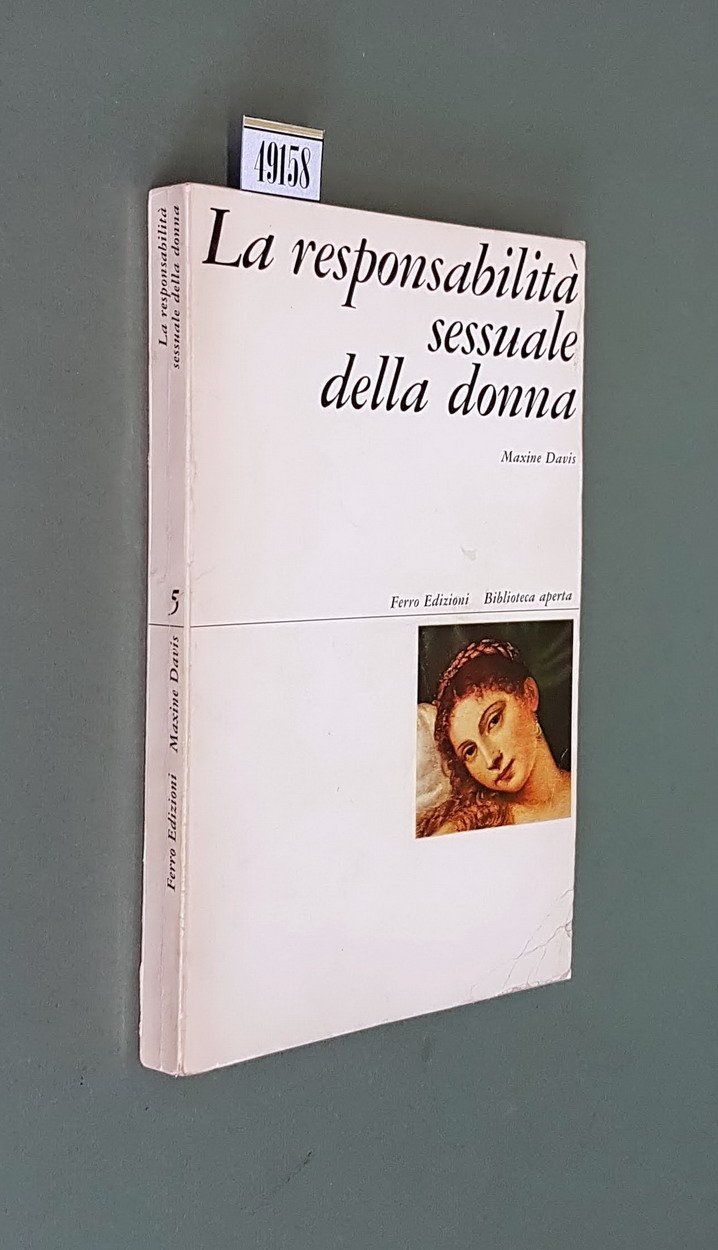 49158
La responsabilità
sessuale
della donna
Maxine Davis
Ferro Edizioni Biblioteca aperta
La responsabilità
sessuale della donna
5
Ferro Edizioni Maxine Davis